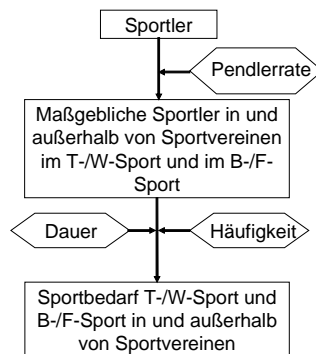 Sportler
Pendlerrate
Maßgebliche Sportler in und
außerhalb von Sportvereinen
im T-/W-Sport und im B-/F-
Sport
Dauer
Häufigkeit
Sportbedarf T-/W-Sport und
B-/F-Sport in und außerhalb
von Sportvereinen